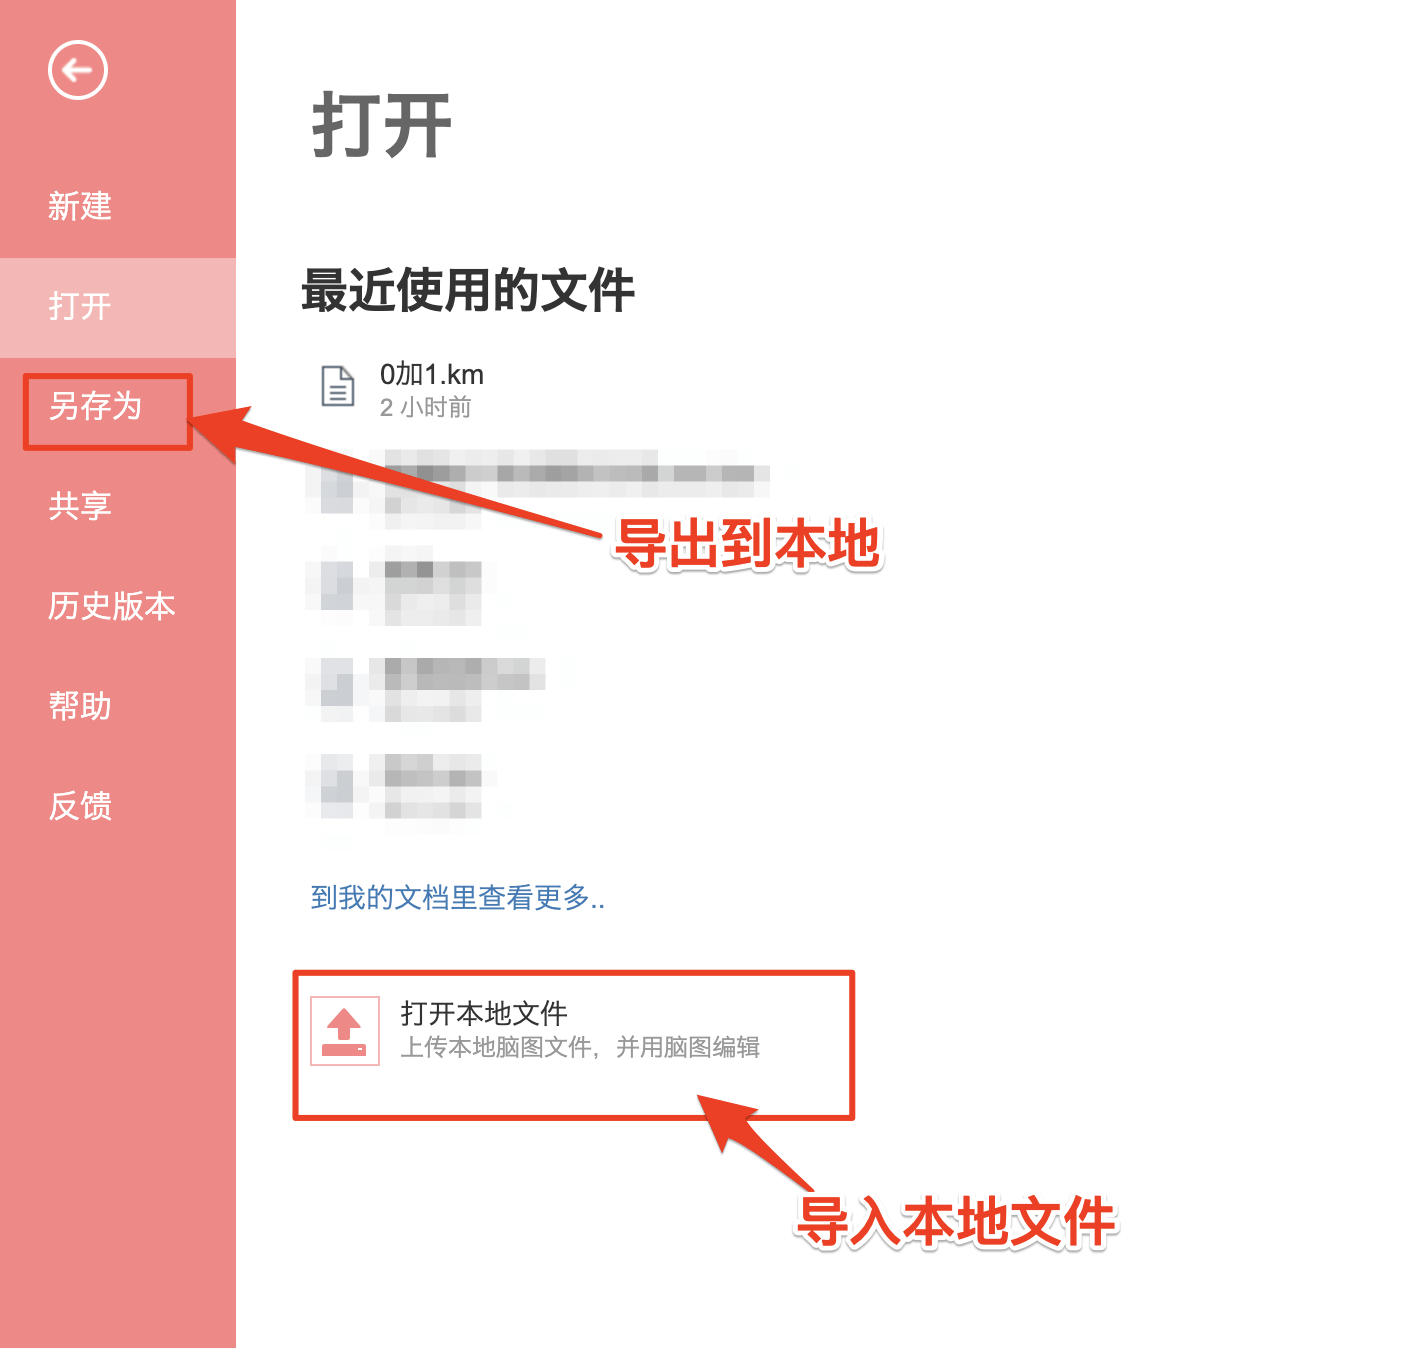 打开
新建
打开
另存为
共享
历史版本
帮助
反馈
最近使用的文件
0加1.km
2 小时前
导出到本地
到我的文档里查看更多..
打开本地文件
上传本地脑图文件，并用脑图编辑
导入本地文件